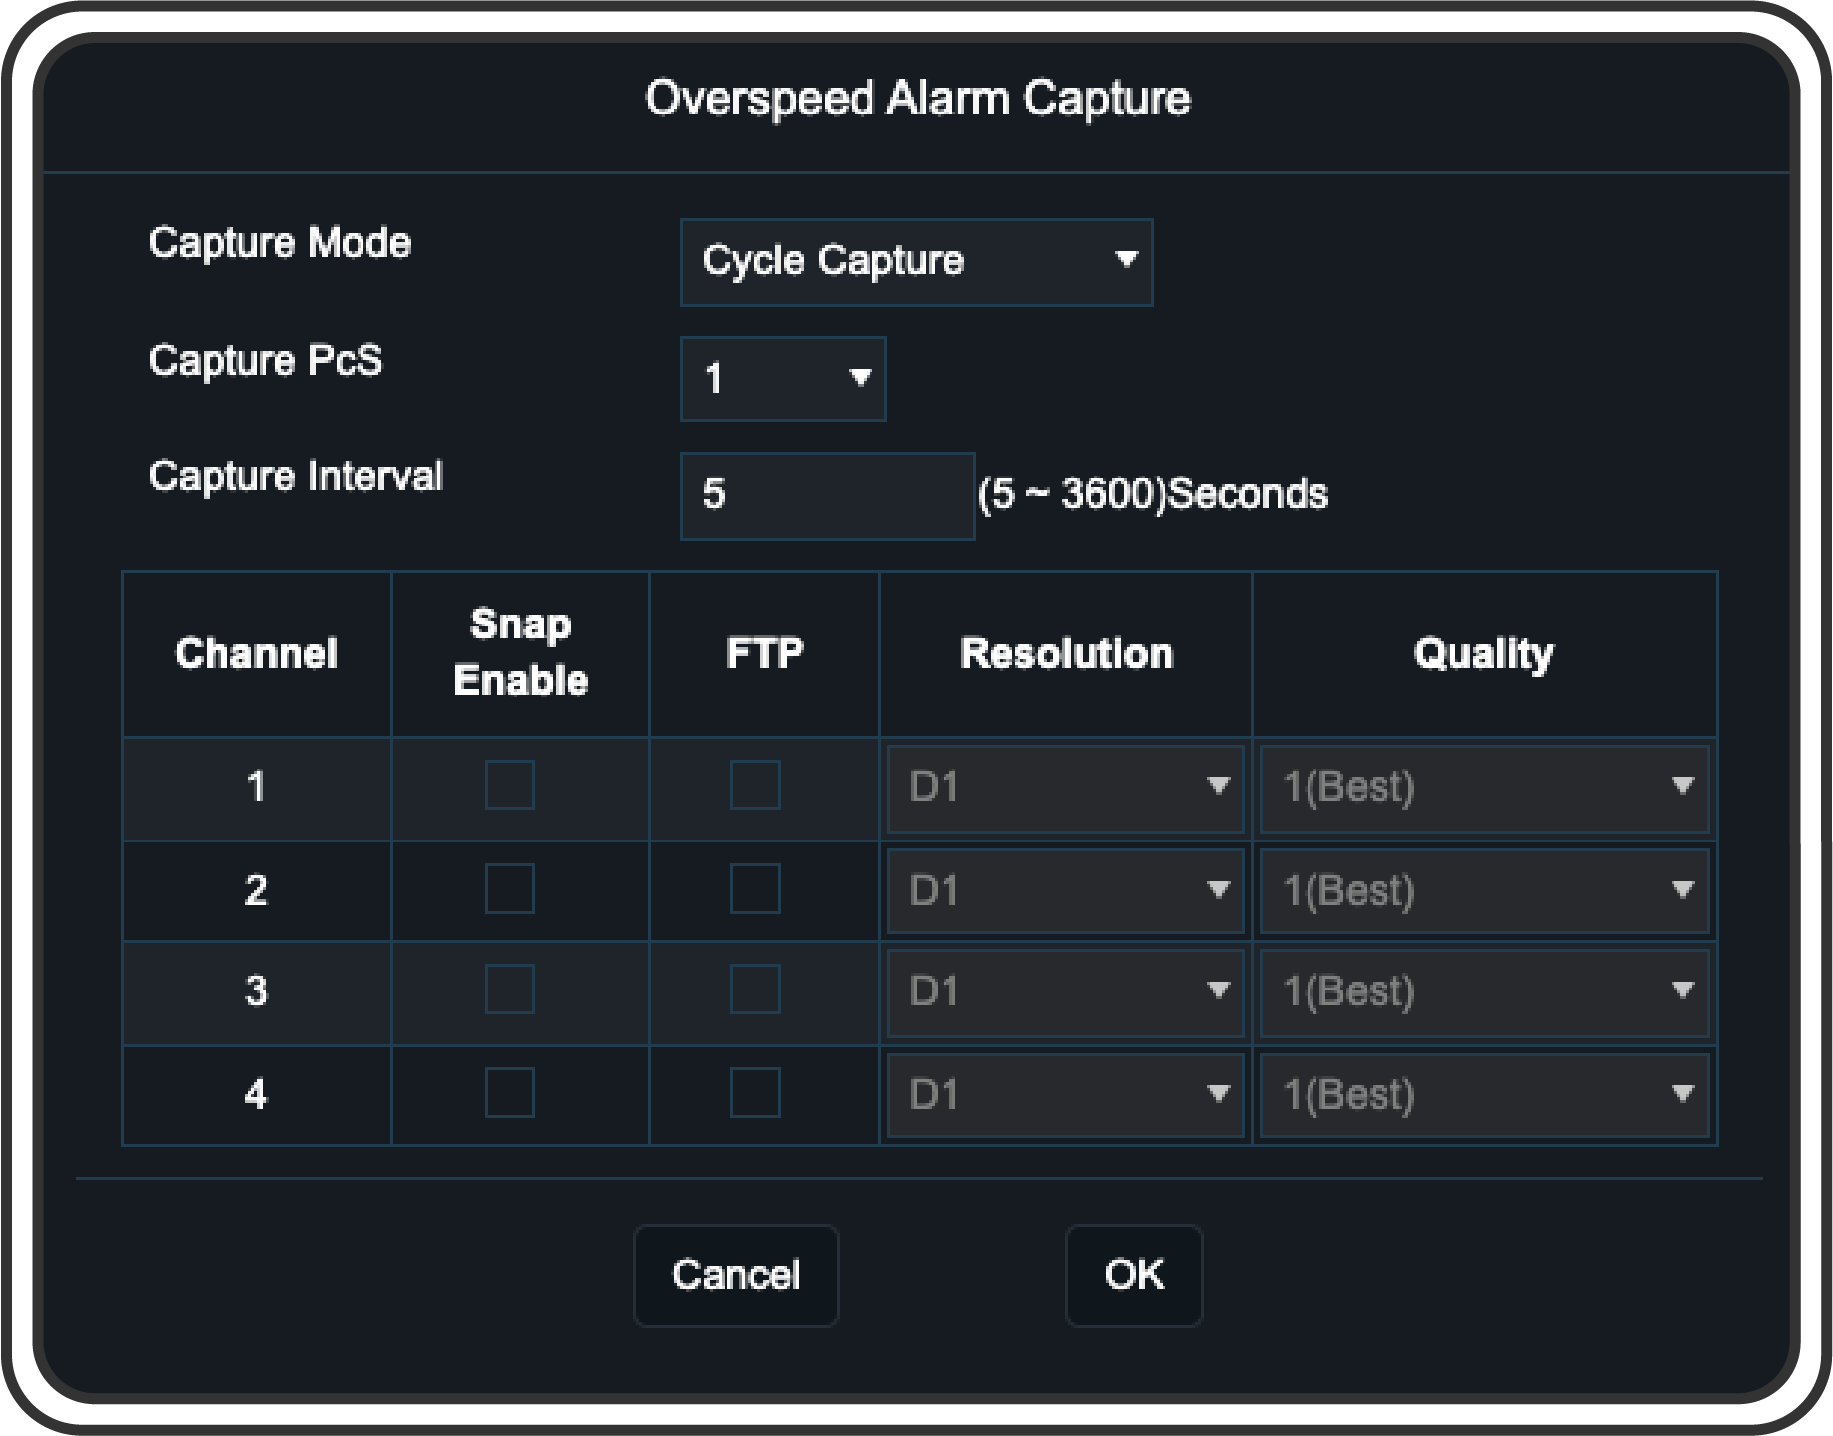 Overspeed Alarm Capture
Capture Mode Cycle Capture
Capture PcS 1
Capture Interval 5 (5 ~ 3600)Seconds
Channel Snap Enable FTP Resolution Quality
1 D1 1(Best)
2 D1 1(Best)
3 D1 1(Best)
4 D1 1(Best)
Cancel OK